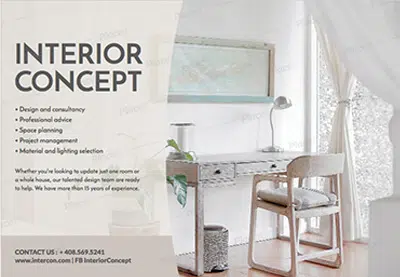 INTERIOR
CONCEPT
• Design and consultancy
• Professional advice
• Space planning
• Project management
• Material and lighting selection
Whether you're looking to update just one room or
a whole house, our talented design team are ready
to help. We have more than 15 years of experience.
CONTACT US : + 408.569.5241
www.intercon.com | FB InteriorConcept